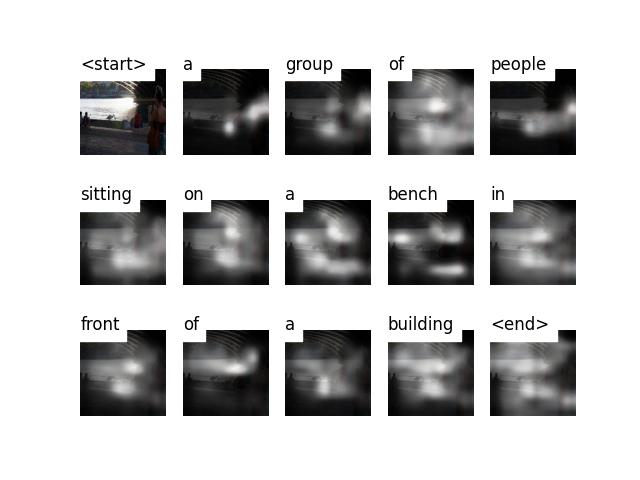 <start> a group of people
sitting on a bench in
front of a building <end>